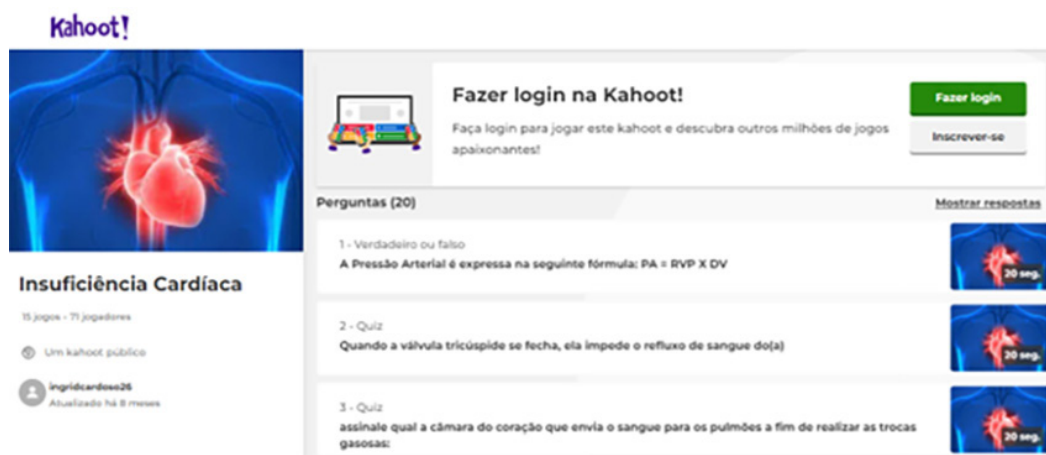 Kahoot!
Fazer login na Kahoot!
Faça login para jogar este kahoot e descubra outros milhões de jogos
apaixonantes!
Fazer login
Inscrever-se
Perguntas (20)
Mostrar respostas
1 - Verdadeiro ou falso
A Pressão Arterial é expressa na seguinte fórmula: PA = RVP X DV
20 seg.
Insuficiência Cardíaca
15 jogos - 71 jogadores
Um kahoot público
ingridcardoso26
Atualizado há 8 meses
2 - Quiz
Quando a válvula tricúspide se fecha, ela impede o refluxo de sangue do(a)
20 seg.
3 - Quiz
assinale qual a câmara do coração que envia o sangue para os pulmões a fim de realizar as trocas
gasosas:
20 seg.